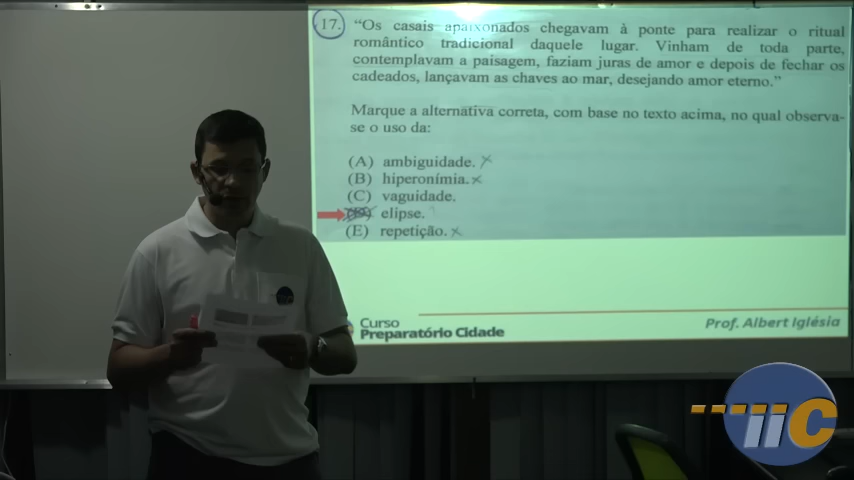 17. “Os casais apaixonados chegavam à ponte para realizar o ritual
romântico tradicional daquele lugar. Vinham de toda parte,
contemplavam a paisagem, faziam juras de amor e depois de fechar os
cadeados, lançavam as chaves ao mar, desejando amor eterno.”
Marque a alternativa correta, com base no texto acima, no qual observa-
se o uso da:
(A) ambiguidade.
(B) hiperonímia.
(C) vaguidade.
elipse.
(E) repetição.
Curso
Preparatório Cidade
Prof. Albert Iglésia
C